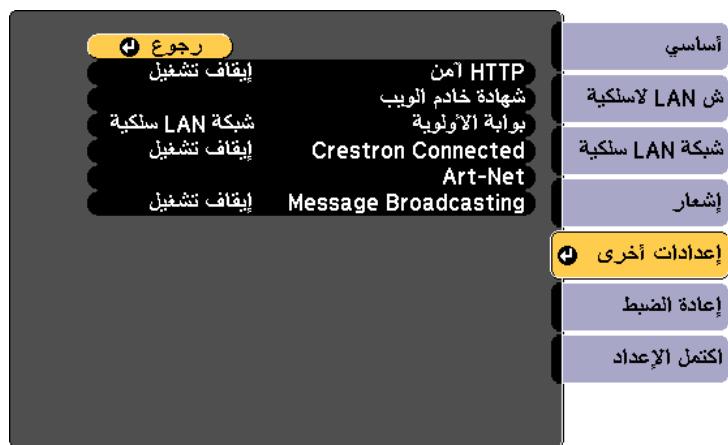 رجوع
HTTP آمن إيقاف تشغيل
شهادة خادم الويب
بوابة الأولوية شبكة LAN سلكية
Crestron Connected إيقاف تشغيل
Art-Net
Message Broadcasting إيقاف تشغيل
أساسي
ش LAN لاسلكية
شبكة LAN سلكية
إشعار
إعدادات أخرى
إعادة الضبط
اكتمل الإعداد